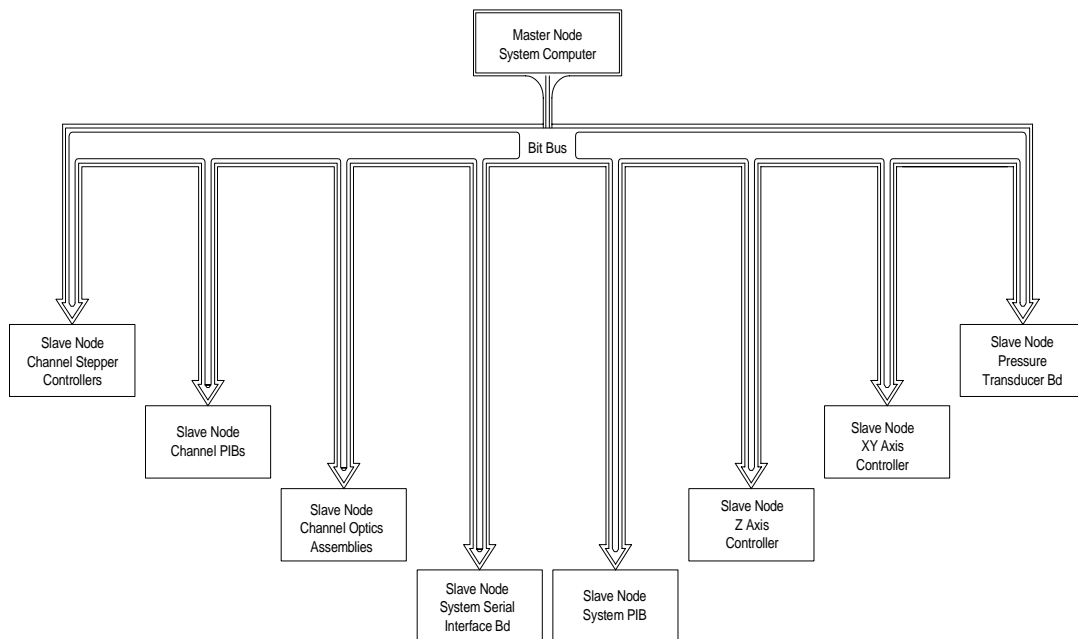 Master Node
System Computer
Bit Bus
Slave Node
Channel Stepper
Controllers
Slave Node
Channel PIBs
Slave Node
Channel Optics
Assemblies
Slave Node
System Serial
Interface Bd
Slave Node
System PIB
Slave Node
Z Axis
Controller
Slave Node
XY Axis
Controller
Slave Node
Pressure
Transducer Bd